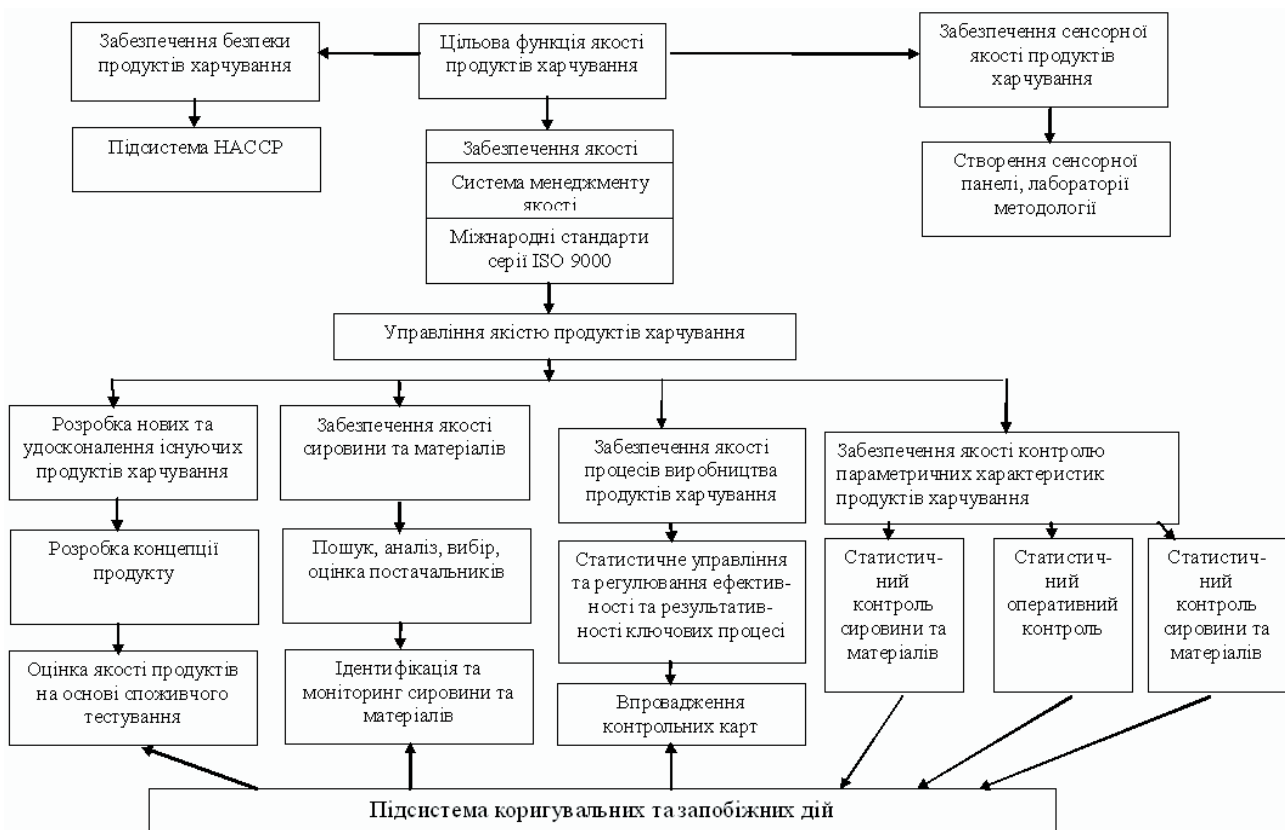 Забезпечення безпеки
продуктів харчування
Цільова функція якості
продуктів харчування
Забезпечення сенсорної
якості продуктів
харчування
Підсистема НАССР
Забезпечення якості
Система менеджменту
якості
Міжнародні стандарти
серії ISO 9000
Створення сенсорної
панелі, лабораторії
методології
Управління якістю продуктів харчування
Розробка нових та
удосконалення існуючих
продуктів харчування
Забезпечення якості
сировини та матеріалів
Забезпечення якості
процесів виробництва
продуктів харчування
Забезпечення якості контролю
параметричних характеристик
продуктів харчування
Розробка концепції
продукту
Пошук, аналіз, вибір,
оцінка постачальників
Статистичне управління
та регулювання ефектив-
ності та результатив-
ності ключових процесі
Статистич-
ний
контроль
сировини та
матеріалів
Статистич-
ний
оперативний
контроль
Статистич-
ний
контроль
сировини та
матеріалів
Оцінка якості продуктів
на основі споживчого
тестування
Ідентифікація та
моніторинг сировини та
матеріалів
Впровадження
контрольних карт
Підсистема коригувальних та запобіжних дій